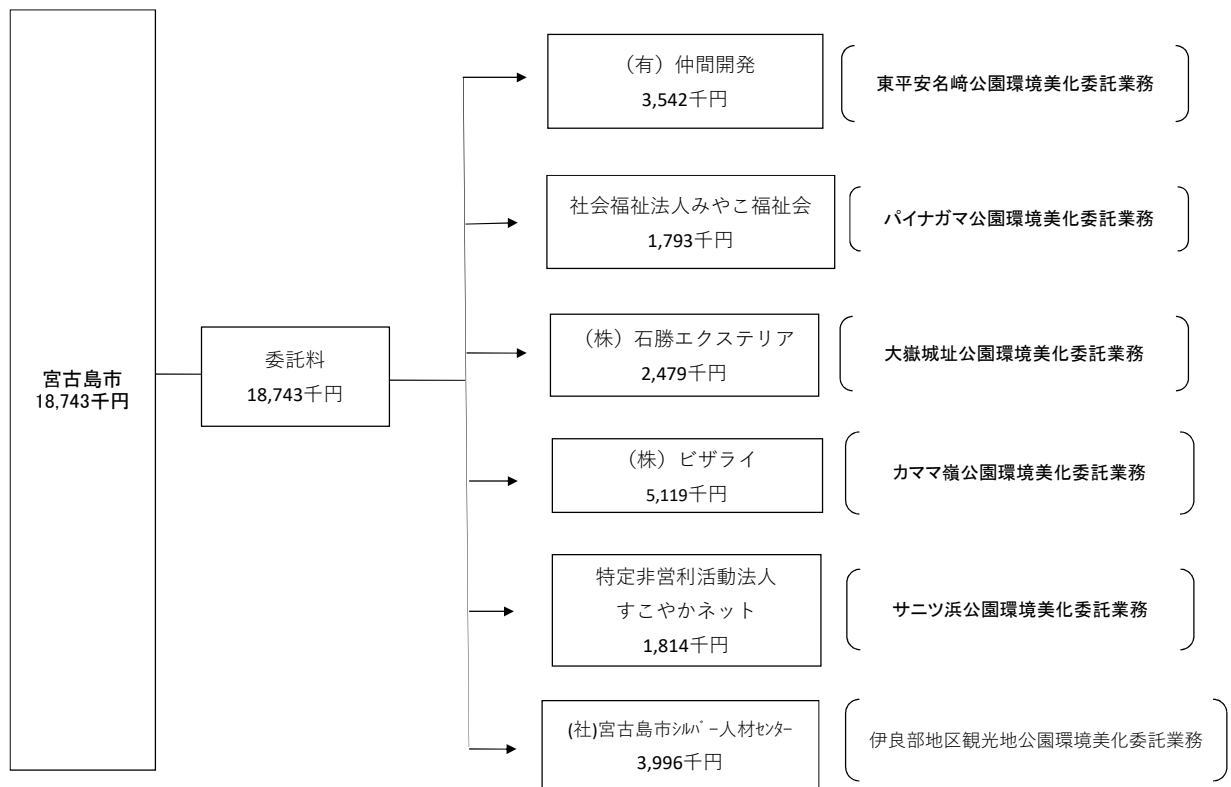 宮古島市
18,743千円
委託料
18,743千円
（有）仲間開発
3,542千円
東平安名崎公園環境美化委託業務
社会福祉法人みやこ福祉会
1,793千円
パイナガマ公園環境美化委託業務
（株）石勝エクステリア
2,479千円
大嶽城址公園環境美化委託業務
（株）ビザライ
5,119千円
カママ嶺公園環境美化委託業務
特定非営利活動法人
すこやかネット
1,814千円
サニツ浜公園環境美化委託業務
(社)宮古島市ｼﾙﾊﾞｰ人材ｾﾝﾀｰ
3,996千円
伊良部地区観光地公園環境美化委託業務